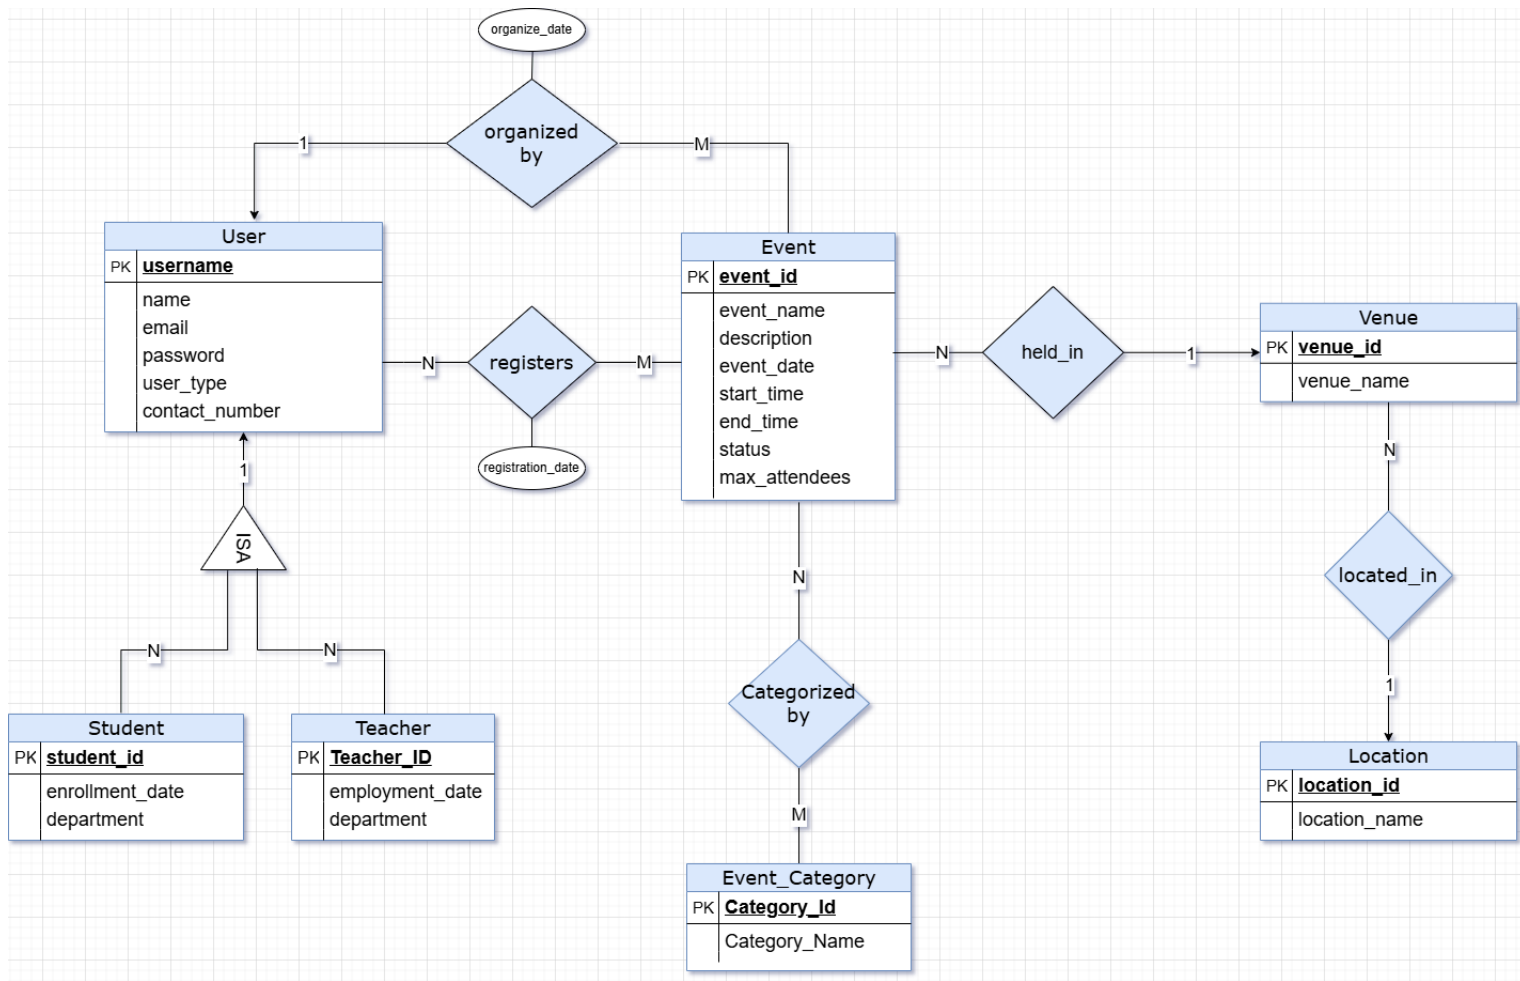 organize_date
organized
by
1
M
User
PK username
name
email
password
user_type
contact_number
Event
PK event_id
event_name
description
event_date
start_time
end_time
status
max_attendees
N
registers
M
registration_date
N
held_in
1
Venue
PK venue_id
venue_name
1
ISA
N
N
N
located_in
1
N
Categorized
by
M
Student
PK student_id
enrollment_date
department
Teacher
PK Teacher_ID
employment_date
department
Location
PK location_id
location_name
Event_Category
PK Category_Id
Category_Name